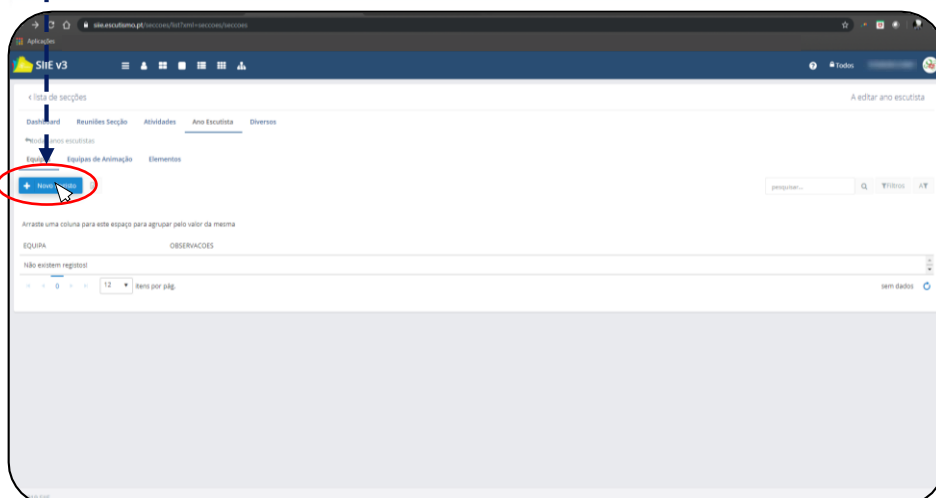 siie.escutismo.pt/seccoes/list?xml=seccoes/seccoes
Aplicações
SIIE v3
Todos
< lista de secções
A editar ano escutista
Dashboard Reuniões Secção Atividades Ano Escutista Diversos
anos escutistas
Equipas Equipas de Animação Elementos
+ Novo
pesquisar...
Filtros
Arraste uma coluna para este espaço para agrupar pelo valor da mesma
EQUIPA OBSERVACOES
Não existem registos!
0
12
itens por pág.
sem dados